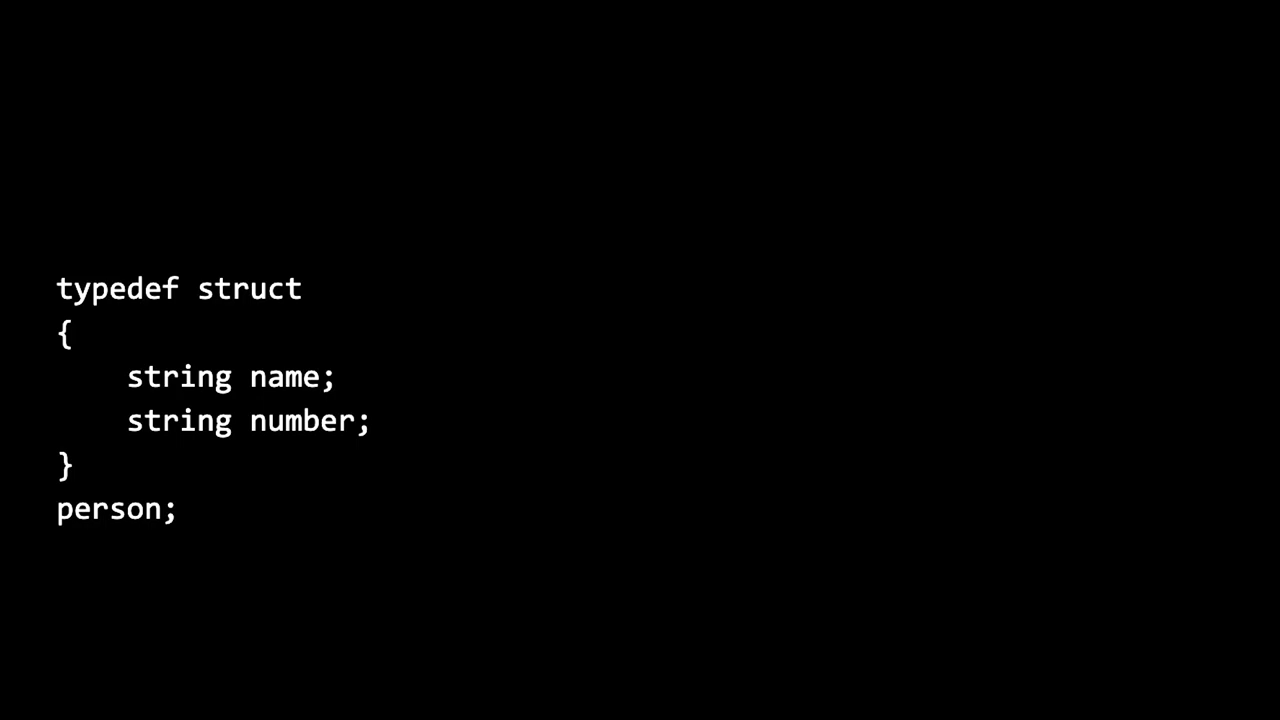 typedef struct
{
    string name;
    string number;
}
person;